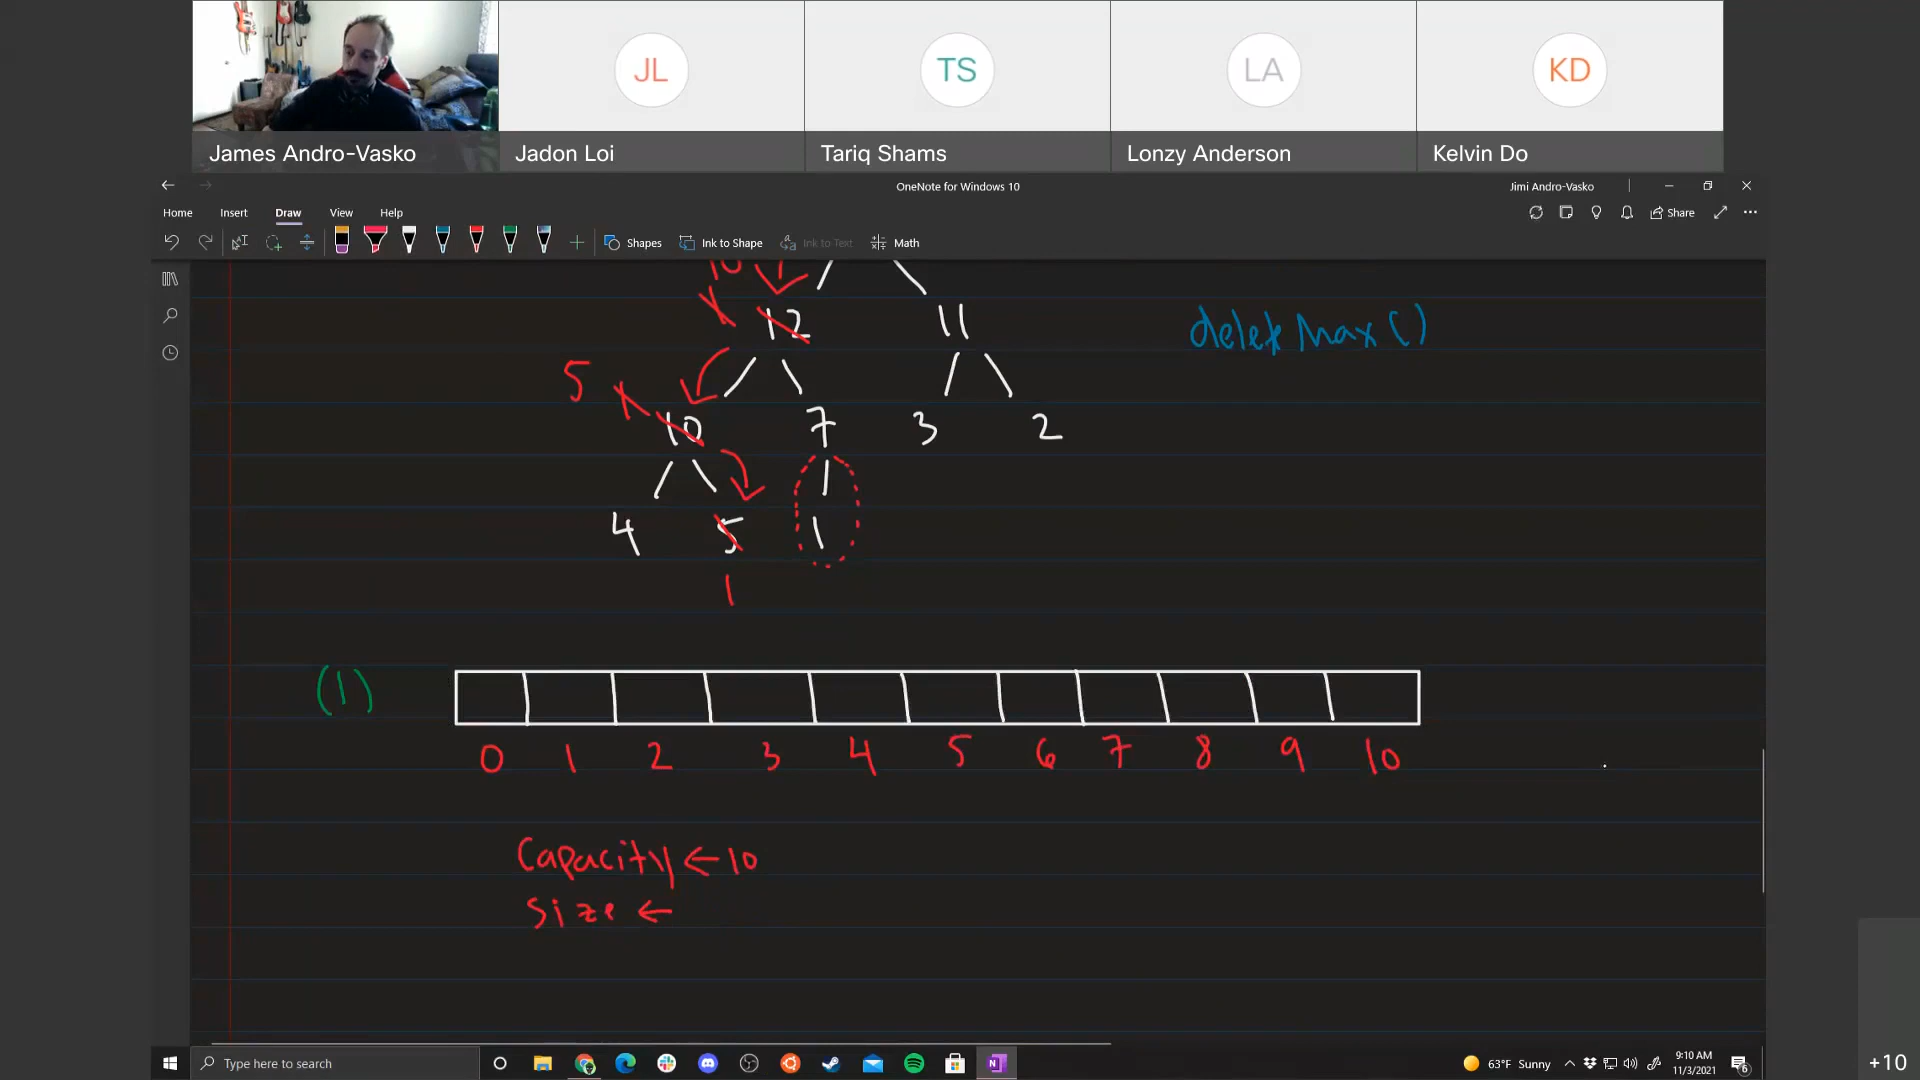 JL
TS
LA
KD
James Andro-Vasko
Jadon Loi
Tariq Shams
Lonzy Anderson
Kelvin Do
OneNote for Windows 10
Jimi Andro-Vasko
Home Insert Draw View Help
Share
Shapes
Ink to Shape
Ink to Text
Math
10
12 11
deletMax()
5
10 7 3 2
4 5 1
1
(1)
0 1 2 3 4 5 6 7 8 9 10
Capacity ← 10
Size ←
Type here to search
63°F Sunny
9:10 AM
11/3/2021
6
+10